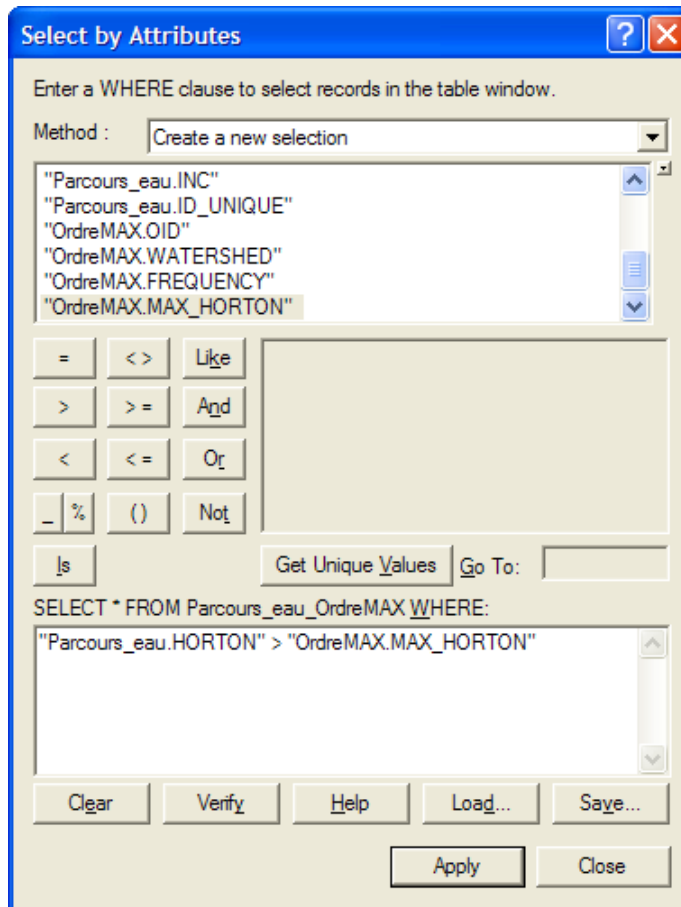 Select by Attributes ?
Enter a WHERE clause to select records in the table window.
Method : Create a new selection
"Parcours_eau.INC"
"Parcours_eau.ID_UNIQUE"
"OrdreMAX.OID"
"OrdreMAX.WATERSHED"
"OrdreMAX.FREQUENCY"
"OrdreMAX.MAX_HORTON"
= < > Like
> > = And
< < = Or
_ % ( ) Not
Is Get Unique Values Go To:
SELECT * FROM Parcours_eau_OrdreMAX WHERE:
"Parcours_eau.HORTON" > "OrdreMAX.MAX_HORTON"
Clear Verify Help Load... Save...
Apply Close